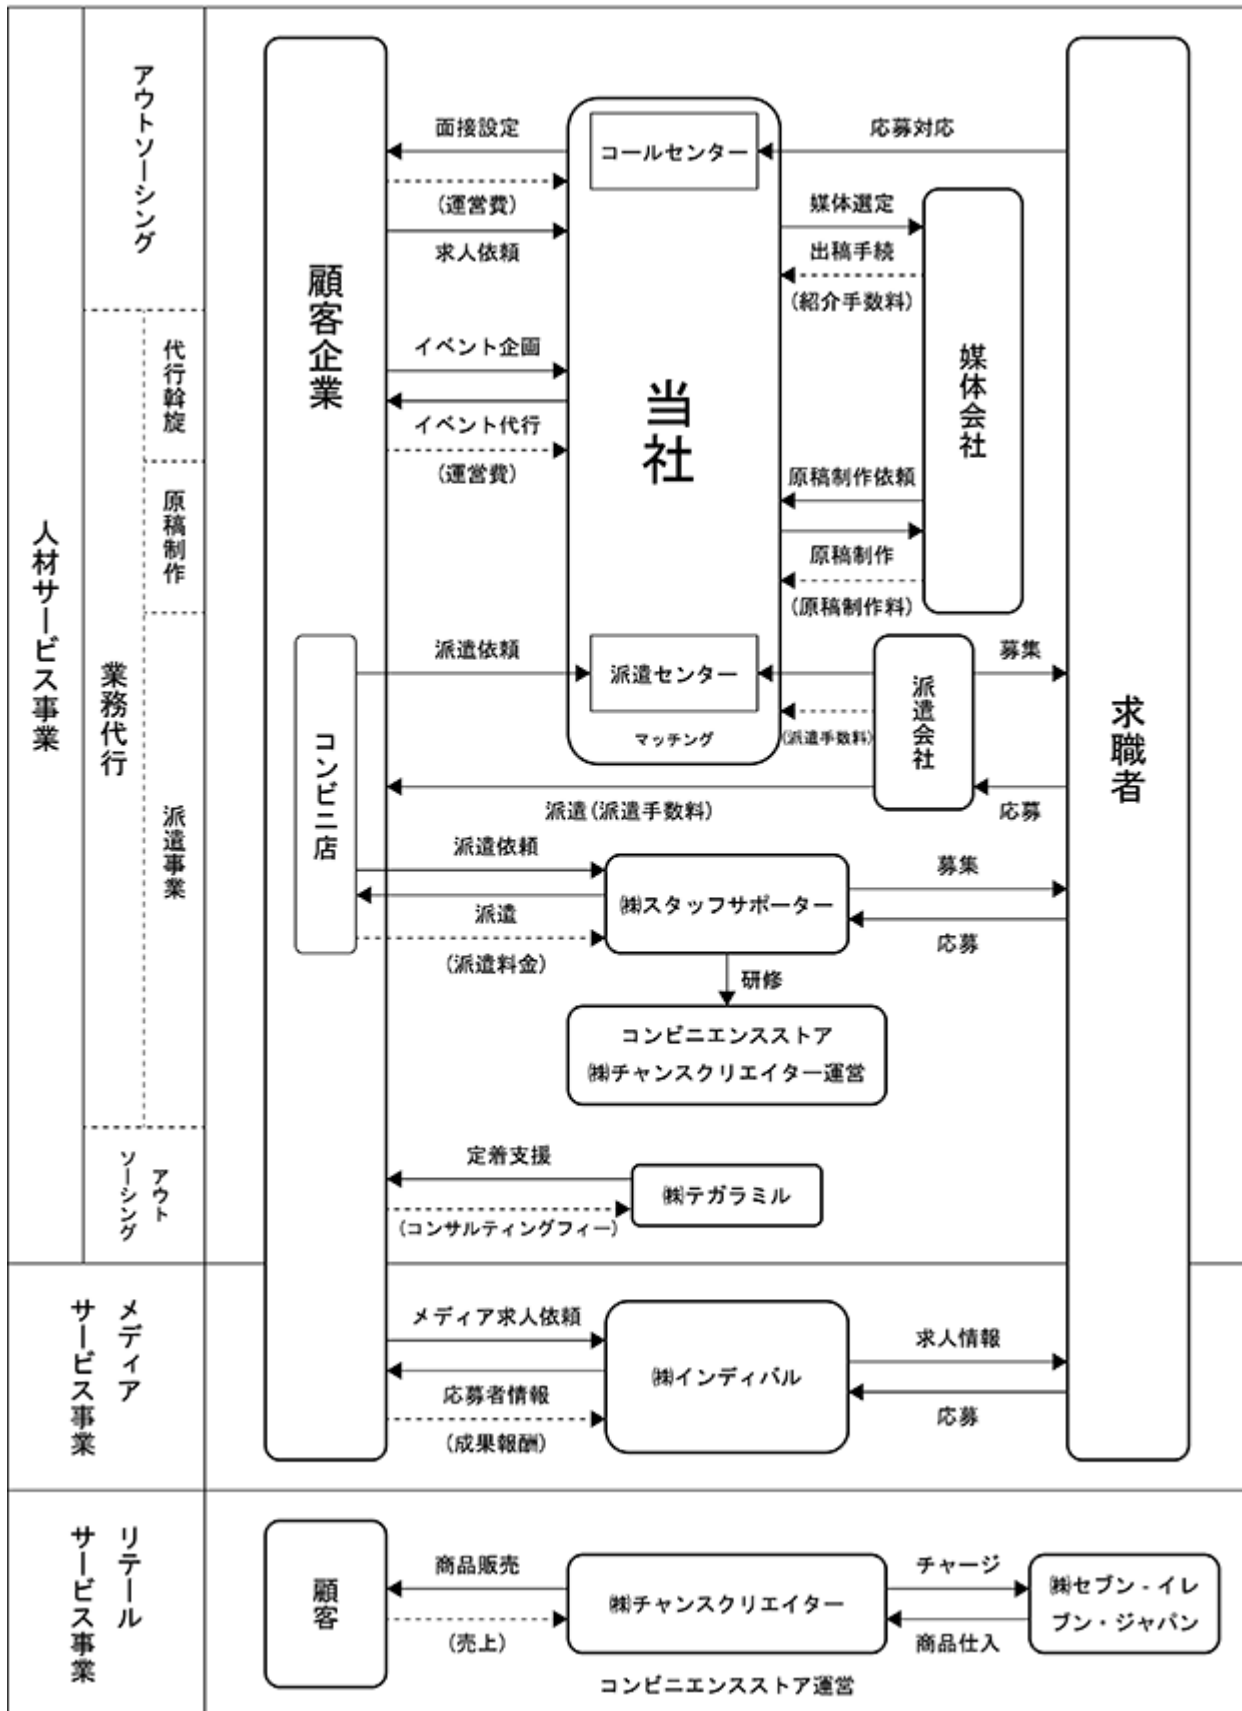 人材サービス事業
アウトソーシング
業務代行
代行斡旋
原稿制作
派遣事業
アウト
ソーシング
顧客企業
コンビニ店
当社
コールセンター
面接設定
(運営費)
求人依頼
応募対応
媒体選定
出稿手続
(紹介手数料)
媒体会社
イベント企画
イベント代行
(運営費)
原稿制作依頼
原稿制作
(原稿制作料)
派遣依頼
派遣センター
マッチング
(派遣手数料)
派遣会社
募集
応募
派遣(派遣手数料)
求職者
派遣依頼
派遣
(派遣料金)
㈱スタッフサポーター
募集
応募
研修
コンビニエンスストア
㈱チャンスクリエイター運営
定着支援
(コンサルティングフィー)
㈱テガラミル
メディア
サービス事業
メディア求人依頼
応募者情報
(成果報酬)
㈱インディバル
求人情報
応募
リテール
サービス事業
顧客
商品販売
(売上)
㈱チャンスクリエイター
コンビニエンスストア運営
チャージ
商品仕入
㈱セブン‐イレ
ブン・ジャパン